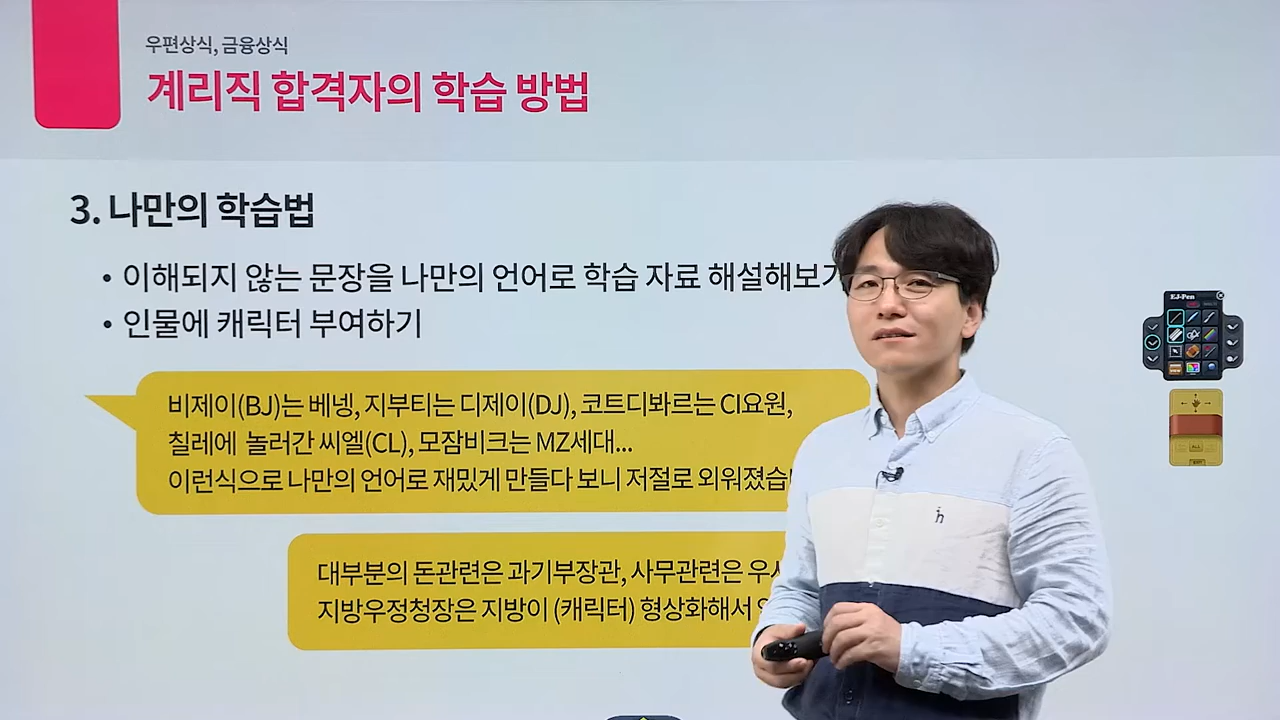 우편상식, 금융상식
계리직 합격자의 학습 방법
3. 나만의 학습법
• 이해되지 않는 문장을 나만의 언어로 학습 자료 해설해보기
• 인물에 캐릭터 부여하기
비제이(BJ)는 베넹, 지부티는 디제이(DJ), 코트디봐르는 CI요원,
칠레에 놀러간 씨엘(CL), 모잠비크는 MZ세대...
이런식으로 나만의 언어로 재밌게 만들다 보니 저절로 외워졌습
대부분의 돈관련은 과기부장관, 사무관련은
지방우정청장은 지방이 (캐릭터) 형상화해서
EJ-Pen
ALL